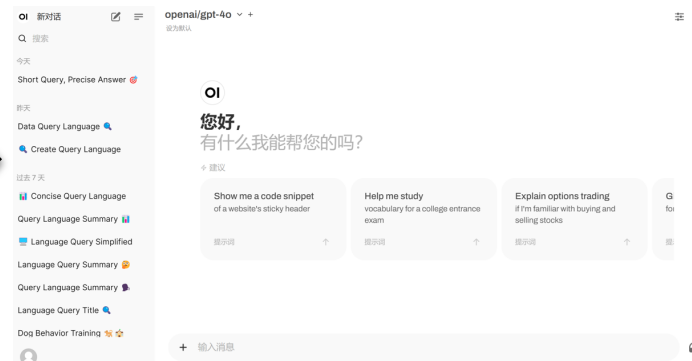 OI 新对话
搜索
今天
Short Query, Precise Answer
昨天
Data Query Language
Create Query Language
过去 7 天
Concise Query Language
Query Language Summary
Language Query Simplified
Language Query Summary
Query Language Summary
Language Query Title
Dog Behavior Training
openai/gpt-4o
设为默认
OI
您好，
有什么我能帮您的吗？
建议
Show me a code snippet
of a website's sticky header
提示词
Help me study
vocabulary for a college entrance
exam
提示词
Explain options trading
if I'm familiar with buying and
selling stocks
提示词
输入消息